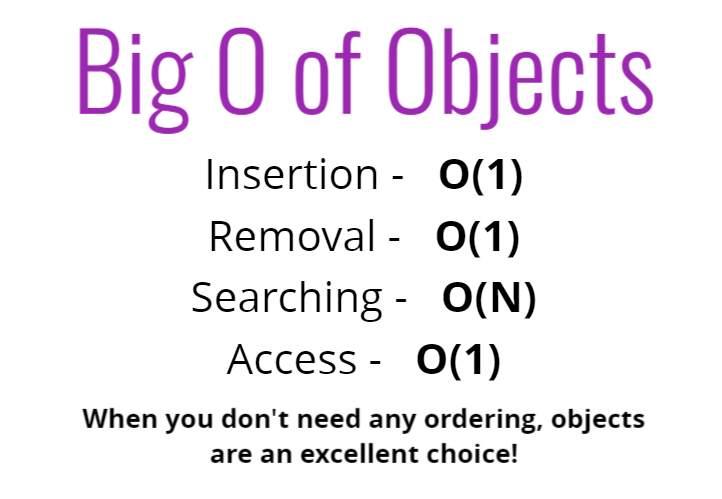 Big O of Objects
Insertion - O(1)
Removal - O(1)
Searching - O(N)
Access - O(1)
When you don't need any ordering, objects
are an excellent choice!